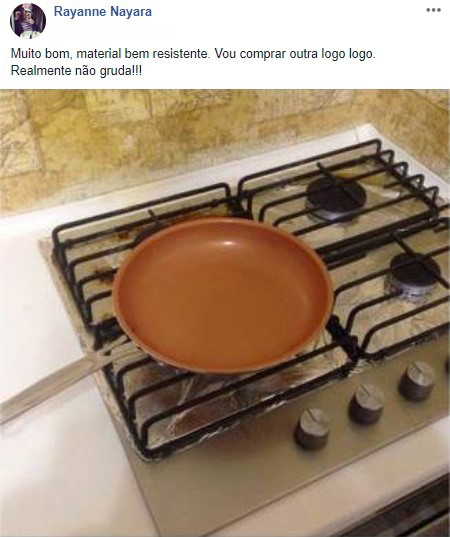 Rayanne Nayara
Muito bom, material bem resistente. Vou comprar outra logo logo.
Realmente não gruda!!!